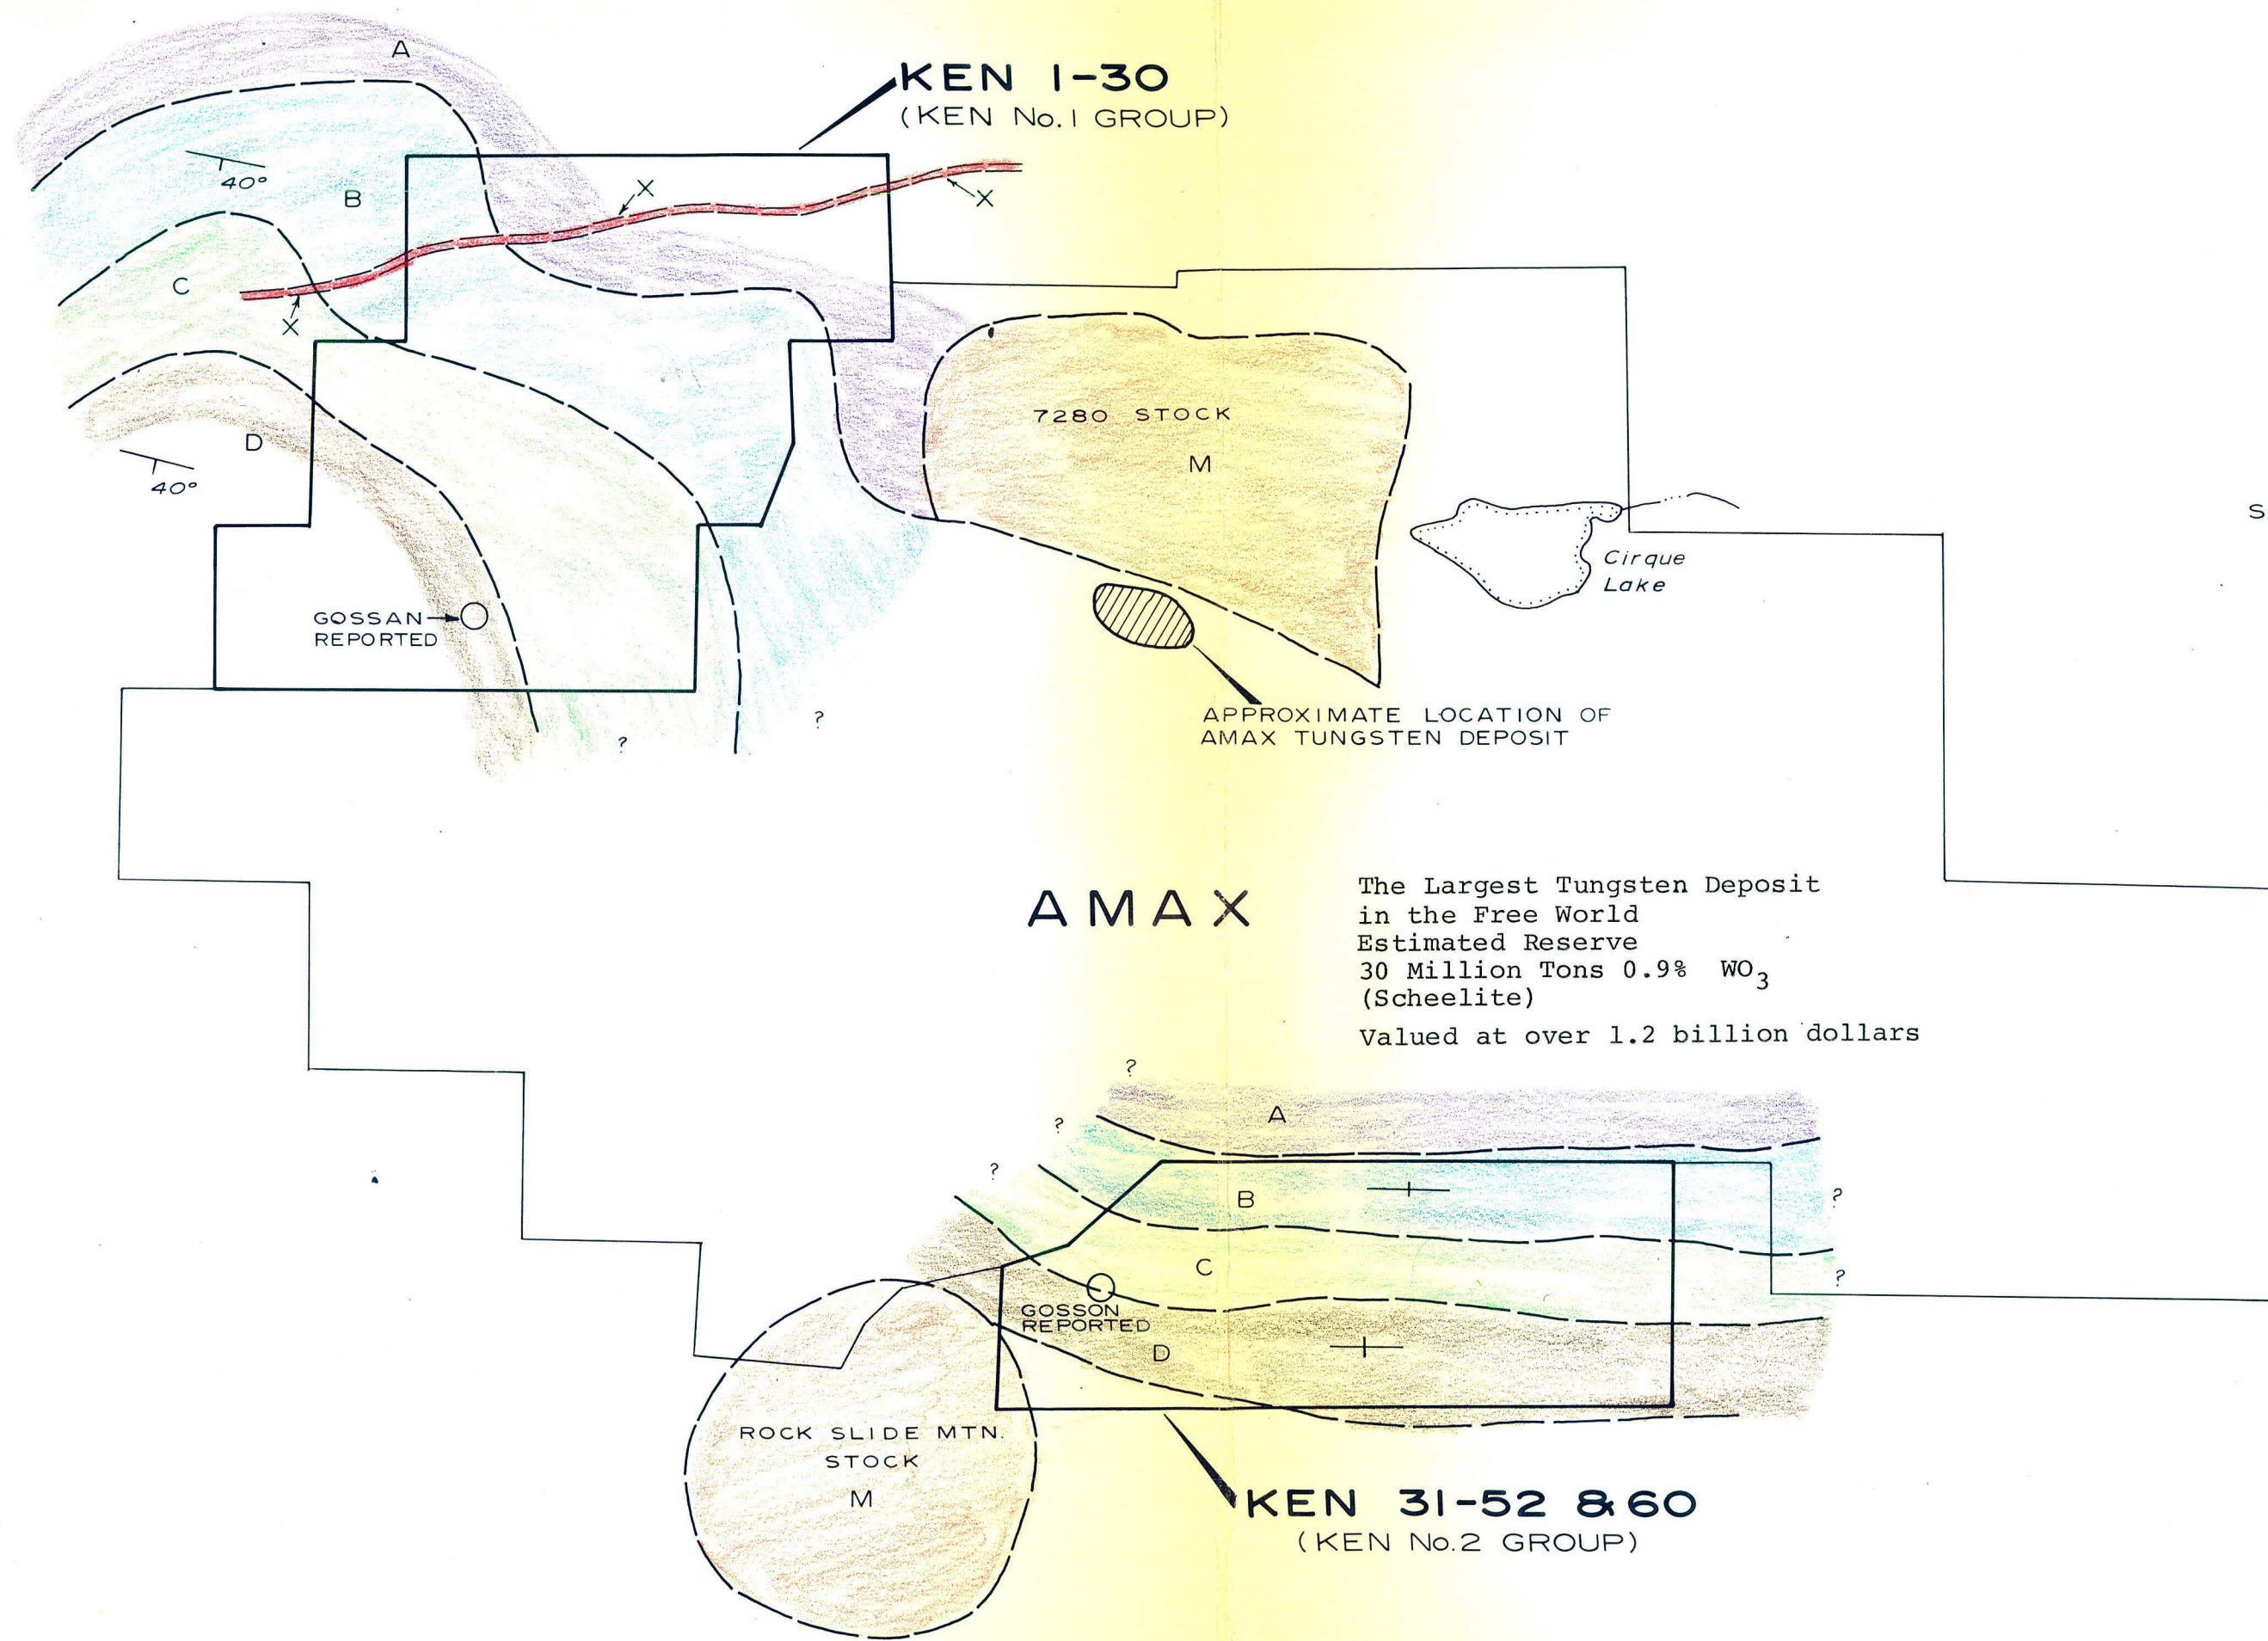 A
KEN 1-30
(KEN No. 1 GROUP)
40°
B
X
X
C
X
7280 STOCK
M
D
40°
S
Cirque
Lake
GOSSAN
REPORTED
?
?
APPROXIMATE LOCATION OF
AMAX TUNGSTEN DEPOSIT
AMAX
The Largest Tungsten Deposit
in the Free World
Estimated Reserve
30 Million Tons 0.9% WO3
(Scheelite)
Valued at over 1.2 billion dollars
?
A
?
?
B
?
C
?
GOSSON
REPORTED
D
ROCK SLIDE MTN.
STOCK
M
KEN 31-52 & 60
(KEN No. 2 GROUP)